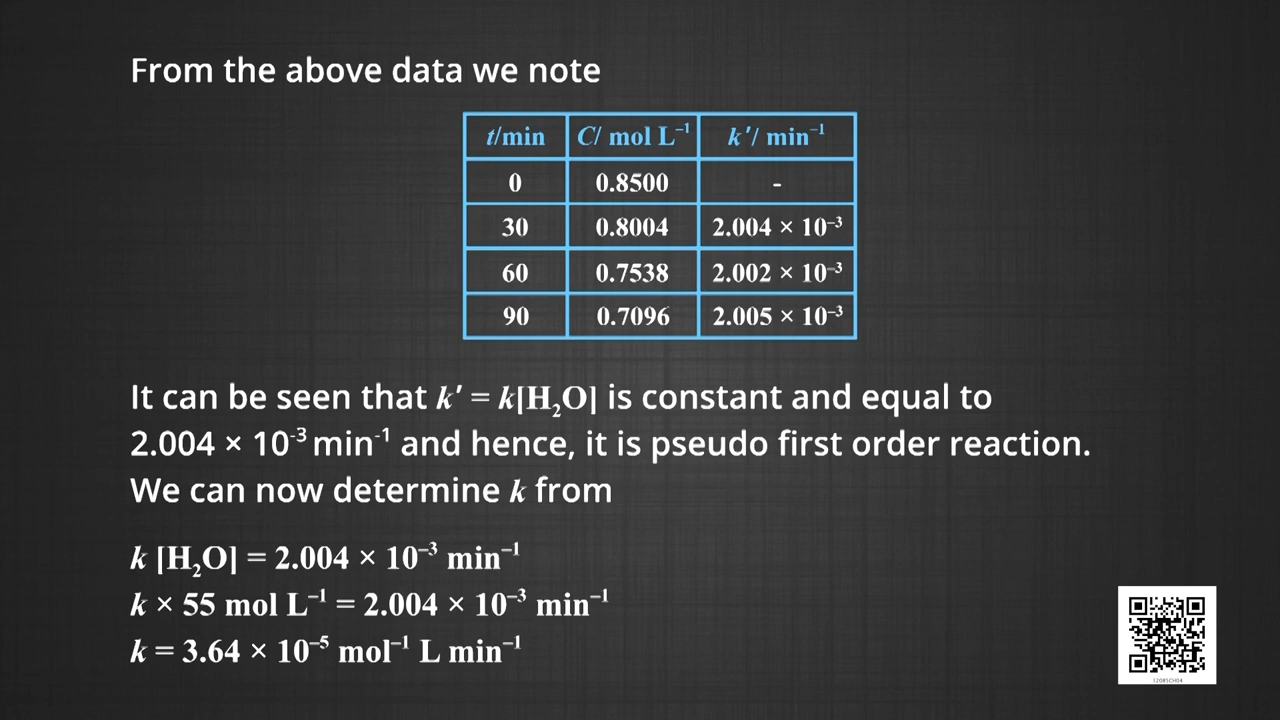 From the above data we note
t/min C/ mol L⁻¹ k′/ min⁻¹
0 0.8500 -
30 0.8004 2.004 × 10⁻³
60 0.7538 2.002 × 10⁻³
90 0.7096 2.005 × 10⁻³
It can be seen that k′ = k[H₂O] is constant and equal to
2.004 × 10⁻³ min⁻¹ and hence, it is pseudo first order reaction.
We can now determine k from
k [H₂O] = 2.004 × 10⁻³ min⁻¹
k × 55 mol L⁻¹ = 2.004 × 10⁻³ min⁻¹
k = 3.64 × 10⁻⁵ mol⁻¹ L min⁻¹
12085CH04